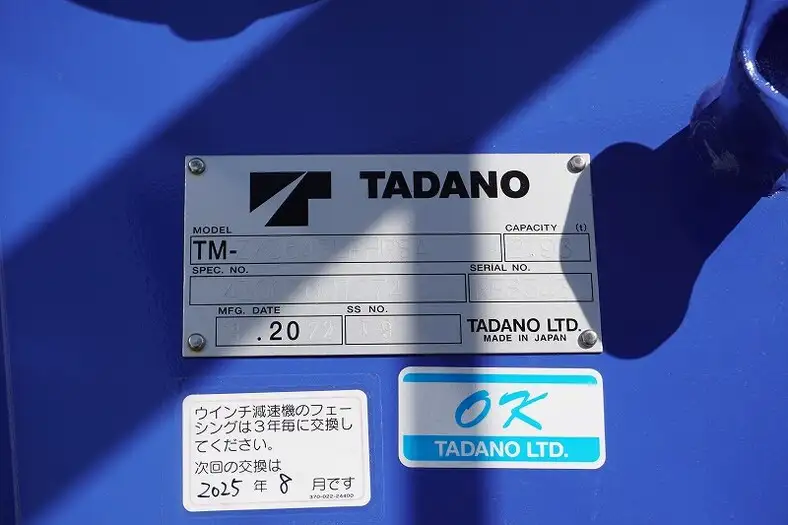 TADANO
MODEL
CAPACITY (t)
TM-
SPEC. NO.
SERIAL NO.
MFG. DATE
SS NO.
.20
TADANO LTD.
MADE IN JAPAN
ウインチ減速機のフェー
シングは3年毎に交換し
てください。
次回の交換は
2025 年 8 月です
370-022-26400
OK
TADANO LTD.